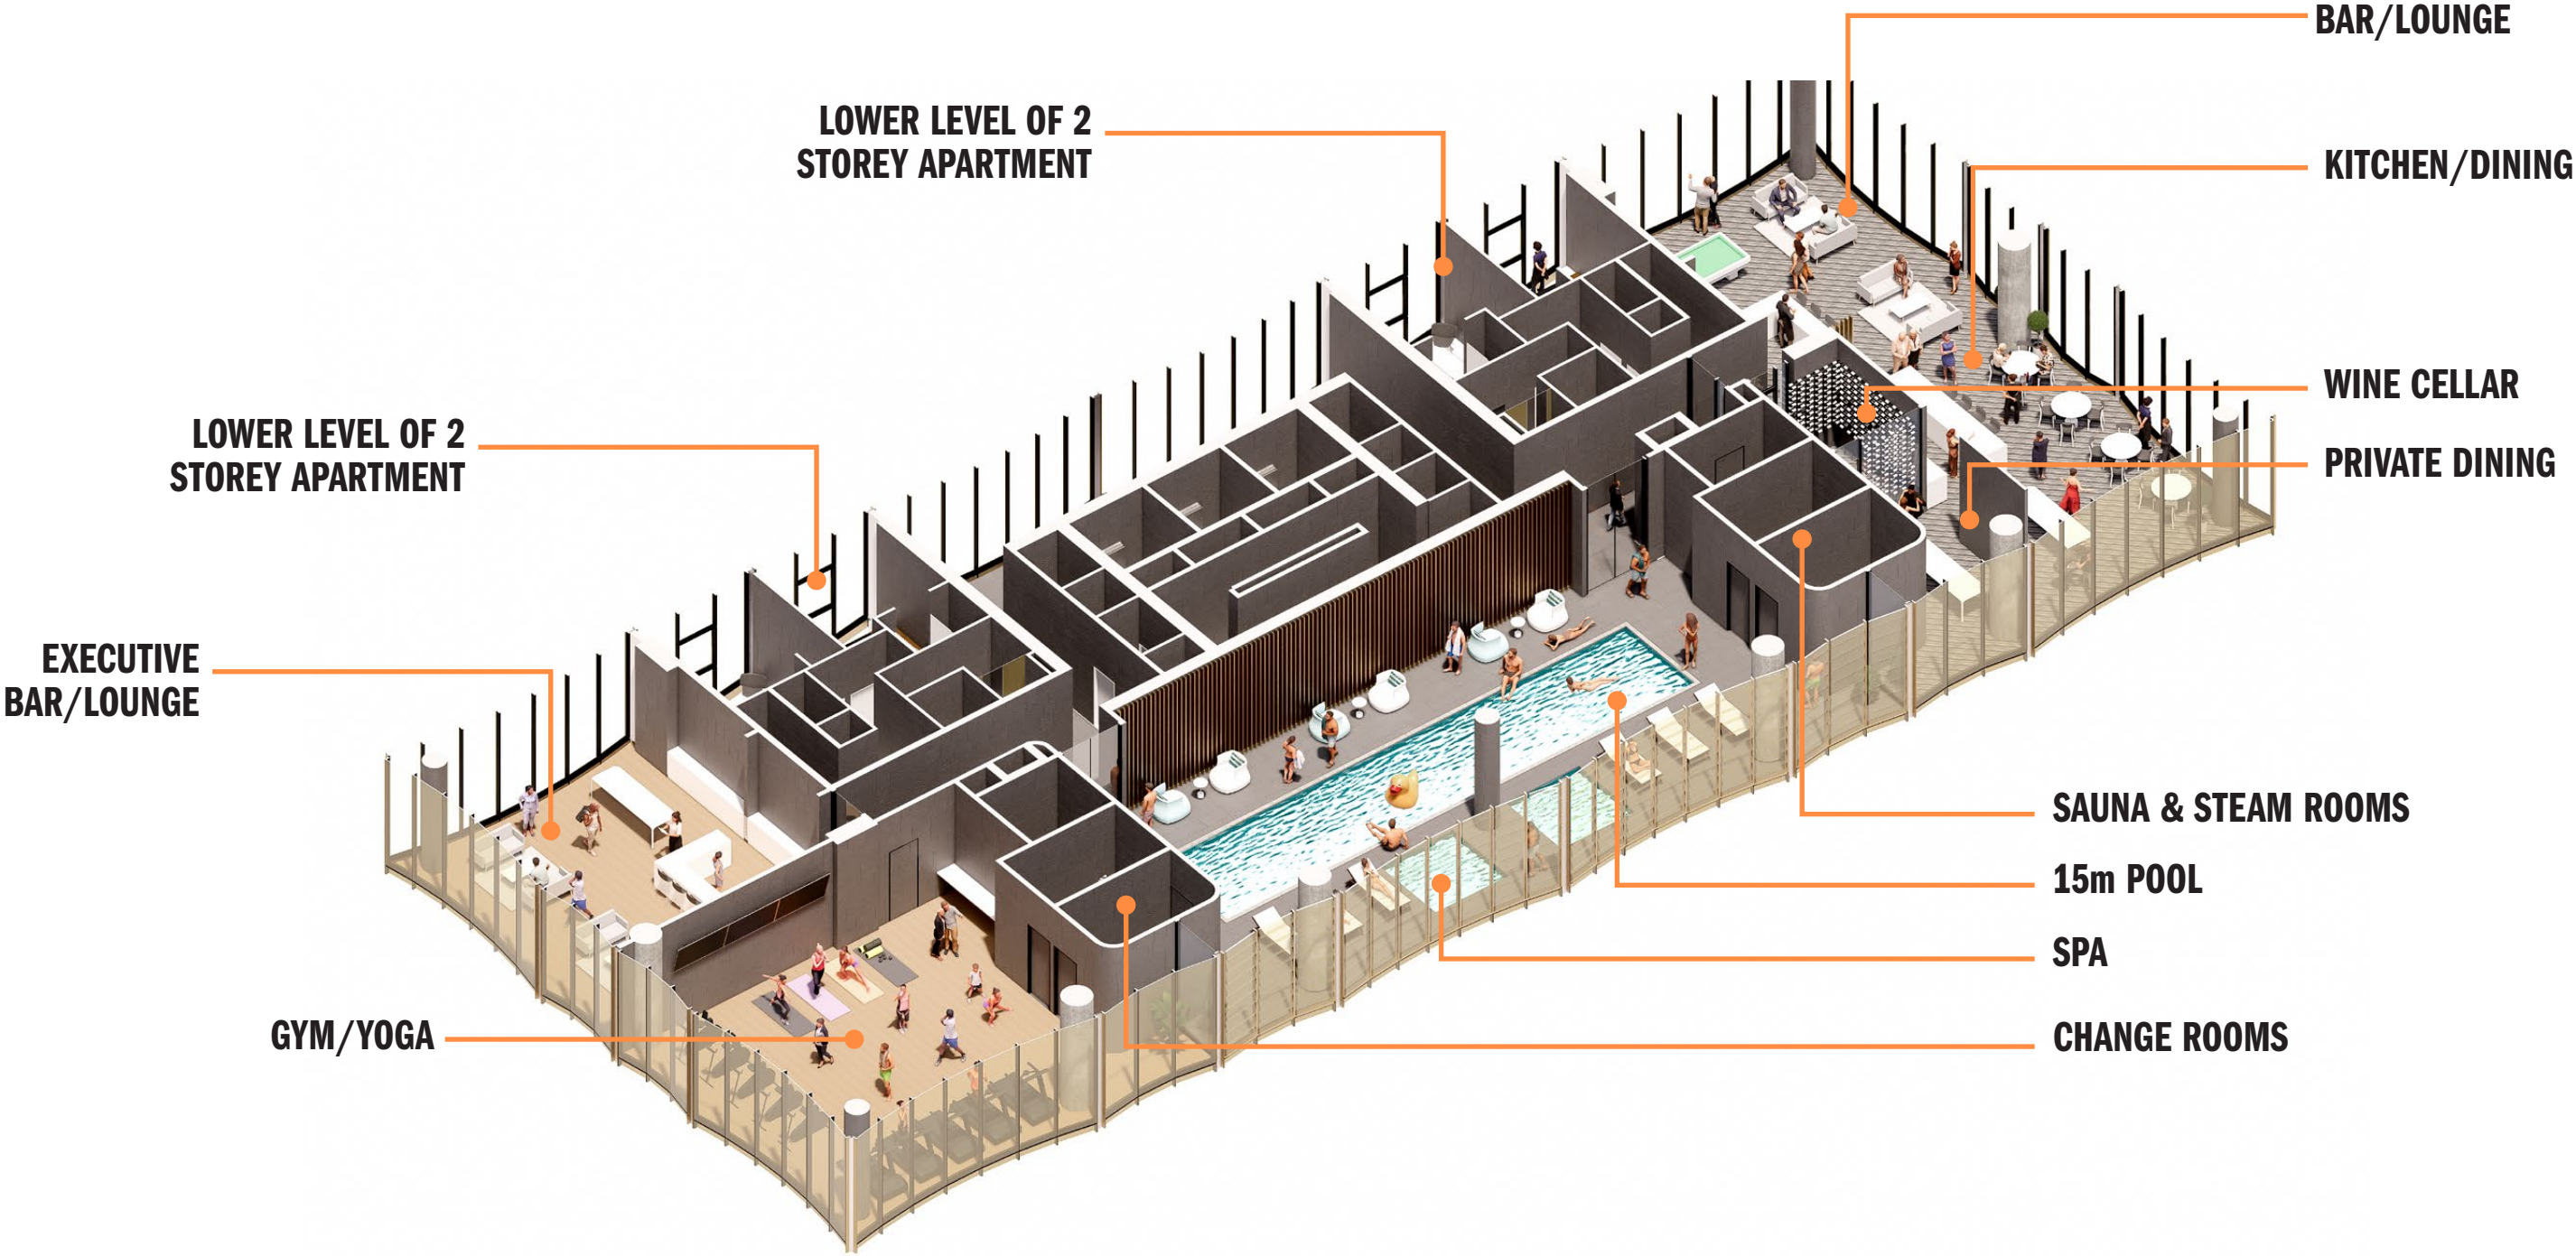 BAR/LOUNGE
LOWER LEVEL OF 2
STOREY APARTMENT
KITCHEN/DINING
WINE CELLAR
LOWER LEVEL OF 2
STOREY APARTMENT
PRIVATE DINING
EXECUTIVE
BAR/LOUNGE
SAUNA & STEAM ROOMS
15m POOL
SPA
GYM/YOGA
CHANGE ROOMS